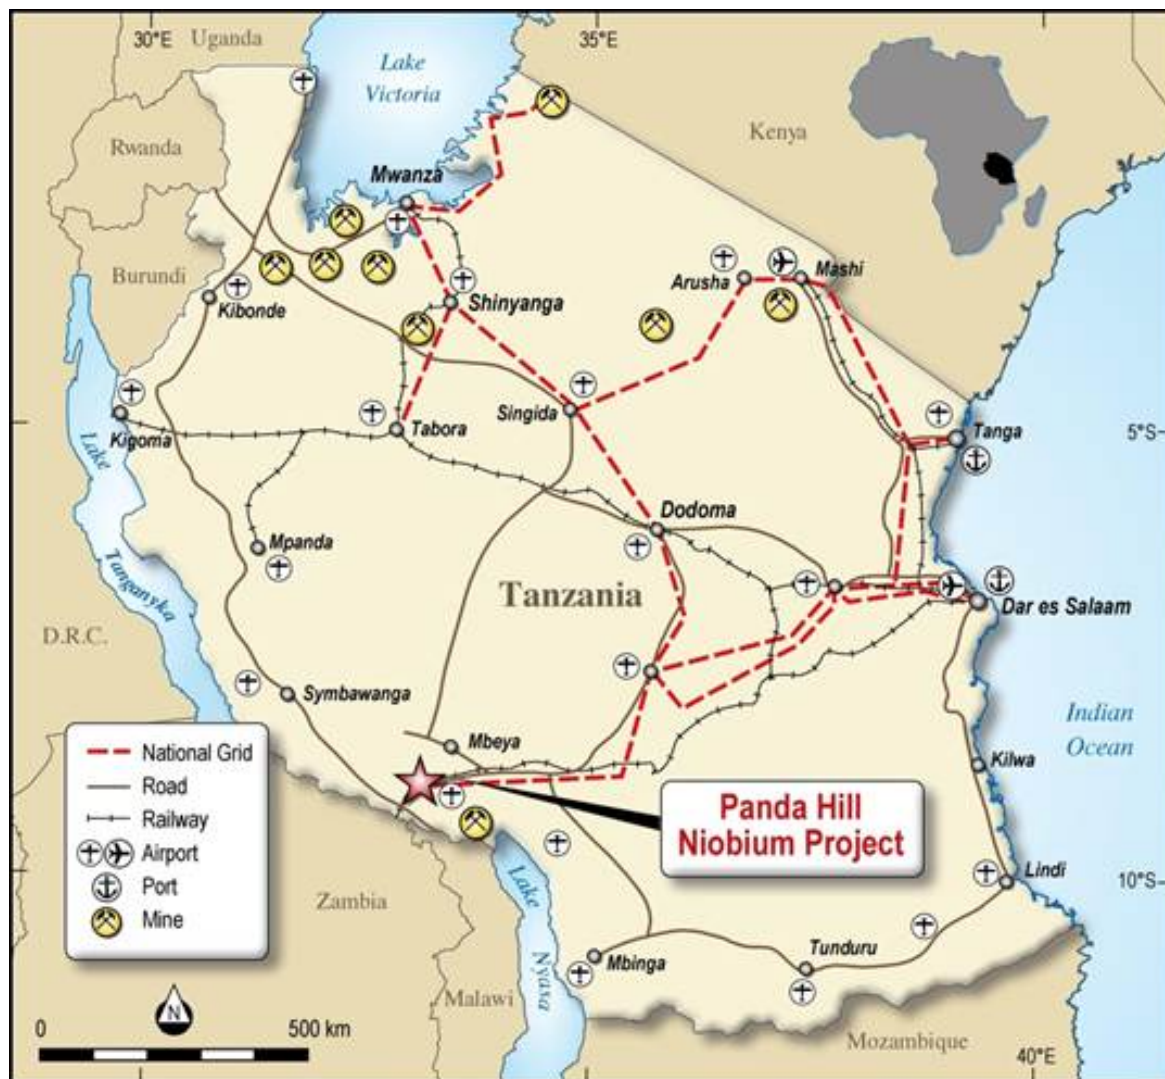 30°E
35°E
Uganda
Lake
Victoria
Kenya
Rwanda
Mwanza
Burundi
Arusha
Mashi
Kibonde
Shinyanga
Singida
Kigoma
Tabora
Tanga
5°S
Lake
Tanganyka
Dodoma
Mpanda
Tanzania
Dar es Salaam
D.R.C.
Symbawanga
Indian
Ocean
Mbeya
Kilwa
National Grid
Road
Railway
Airport
Port
Mine
Panda Hill
Niobium Project
Lindi
10°S
Zambia
Lake
Nyasa
Mbinga
Tunduru
Malawi
Mozambique
N
0
500 km
40°E